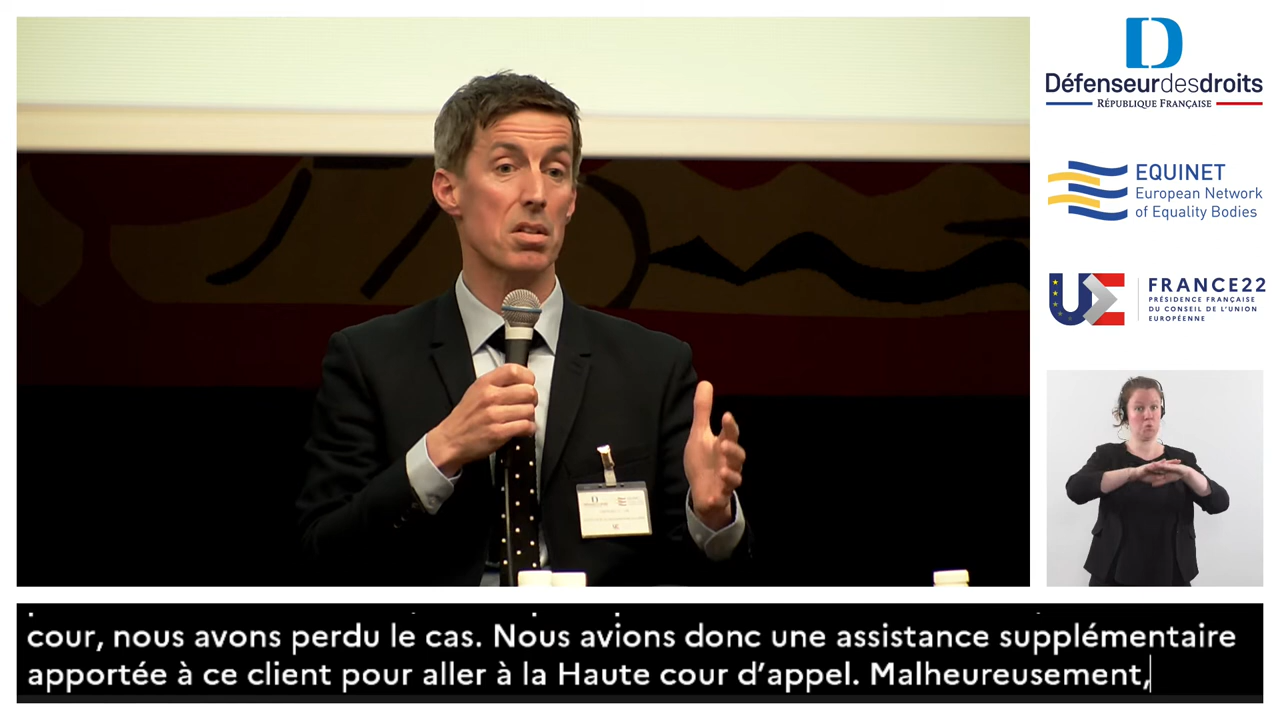 D
Défenseurdesdroits
RÉPUBLIQUE FRANÇAISE
EQUINET
European Network
of Equality Bodies
UE
FRANCE22
PRÉSIDENCE FRANÇAISE
DU CONSEIL DE L'UNION
EUROPÉENNE
cour, nous avons perdu le cas. Nous avions donc une assistance supplémentaire
apportée à ce client pour aller à la Haute cour d'appel. Malheureusement,